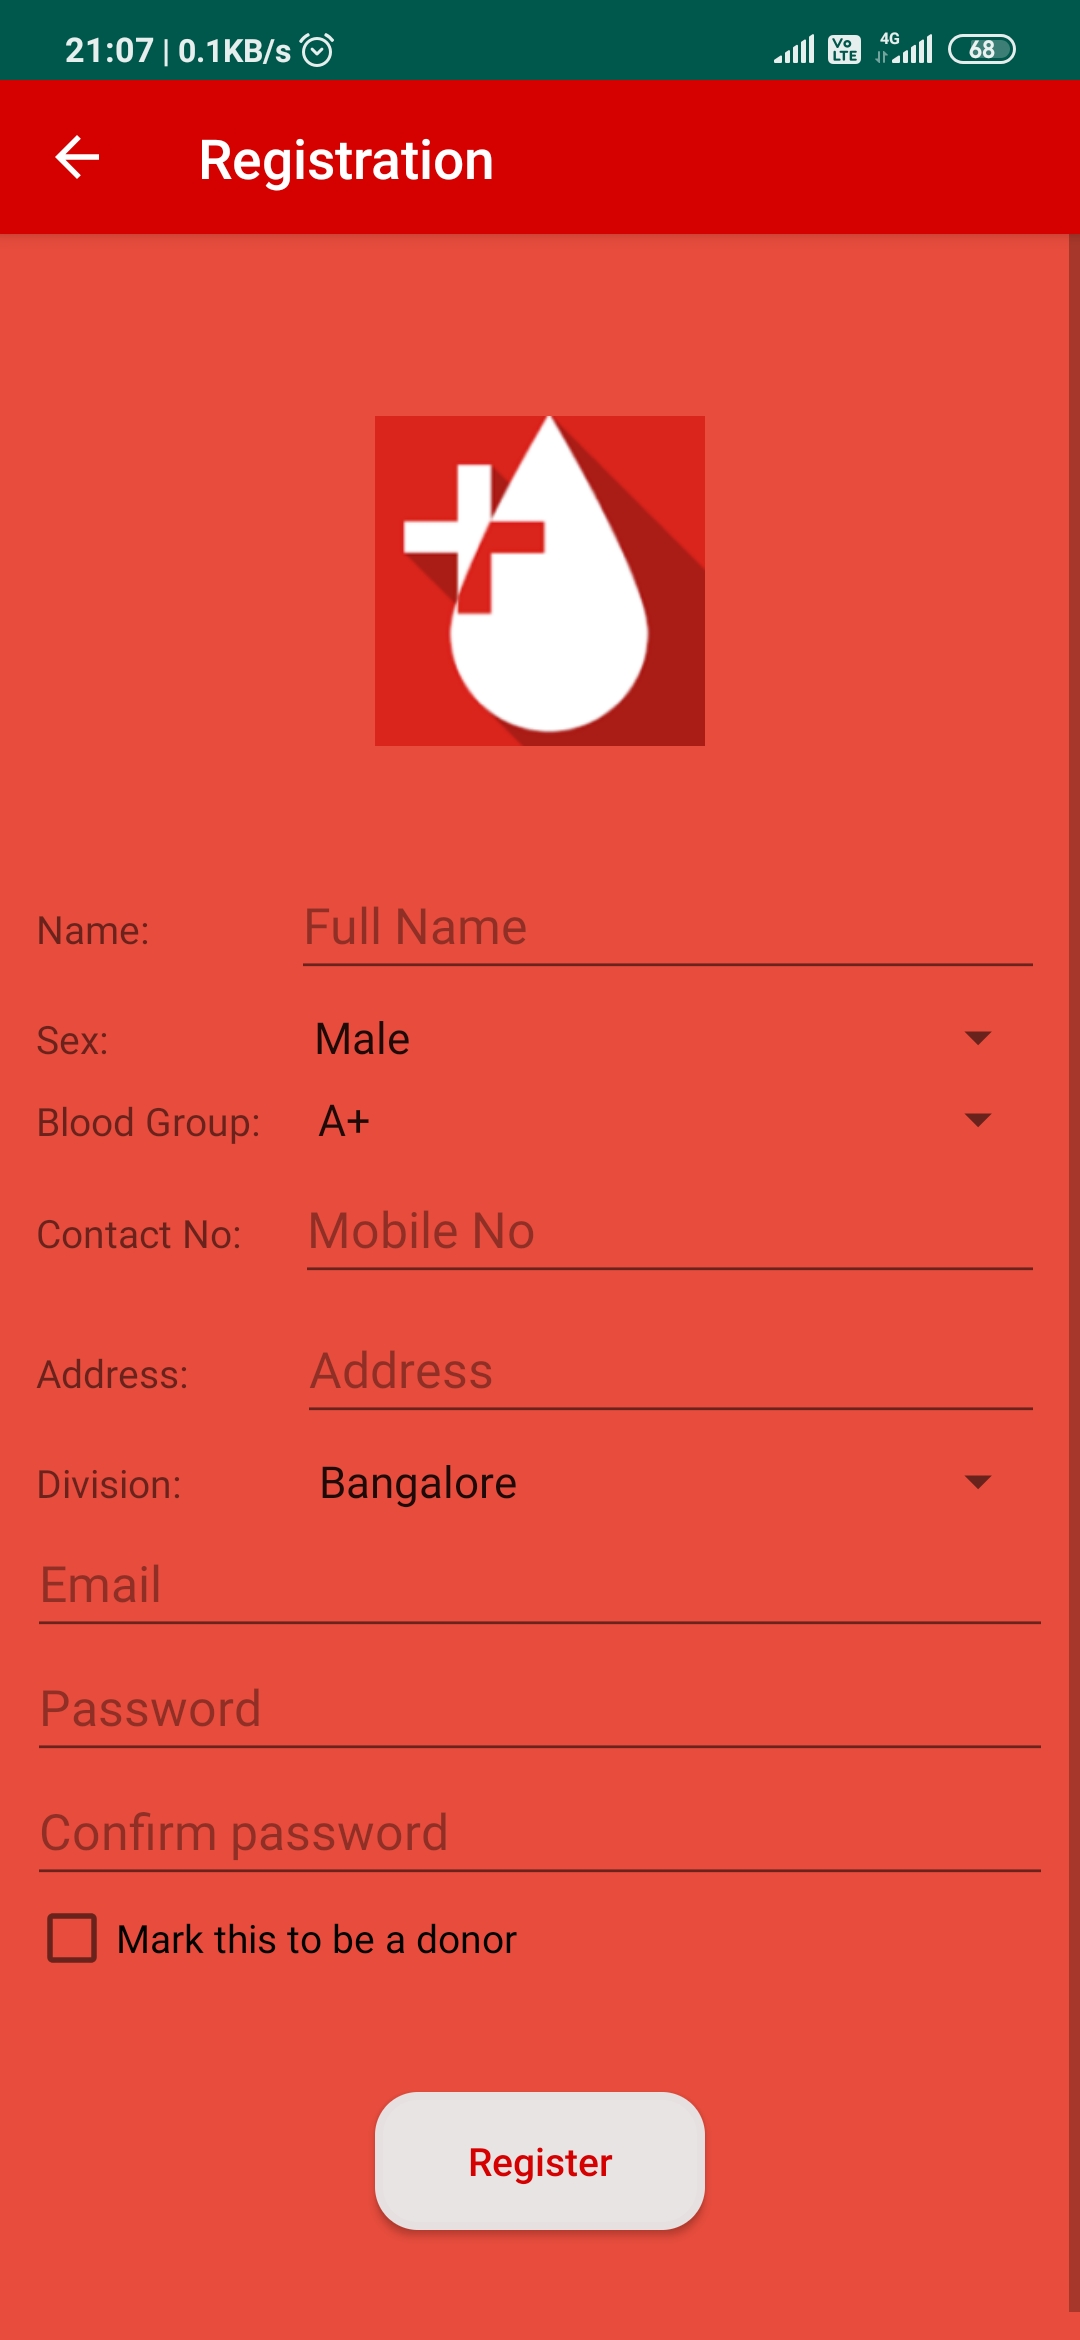 21:07 | 0.1KB/s Vo LTE 4G 68
Registration
Name: Full Name
Sex: Male
Blood Group: A+
Contact No: Mobile No
Address: Address
Division: Bangalore
Email
Password
Confirm password
Mark this to be a donor
Register